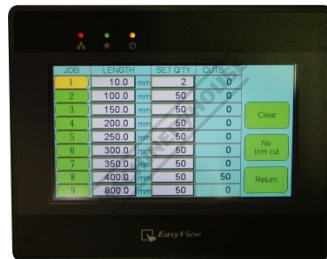 JOB LENGTH SET Q'TY CUTS
1 10.0 mm 2 0
2 100.0 mm 50 0
3 150.0 mm 50 0
4 200.0 mm 50 0
5 250.0 mm 50 0
6 300.0 mm 50 0
7 350.0 mm 50 0
8 400.0 mm 50 50
9 800.0 mm 50 0
Clear
No
Trim cut
Return
EasyView